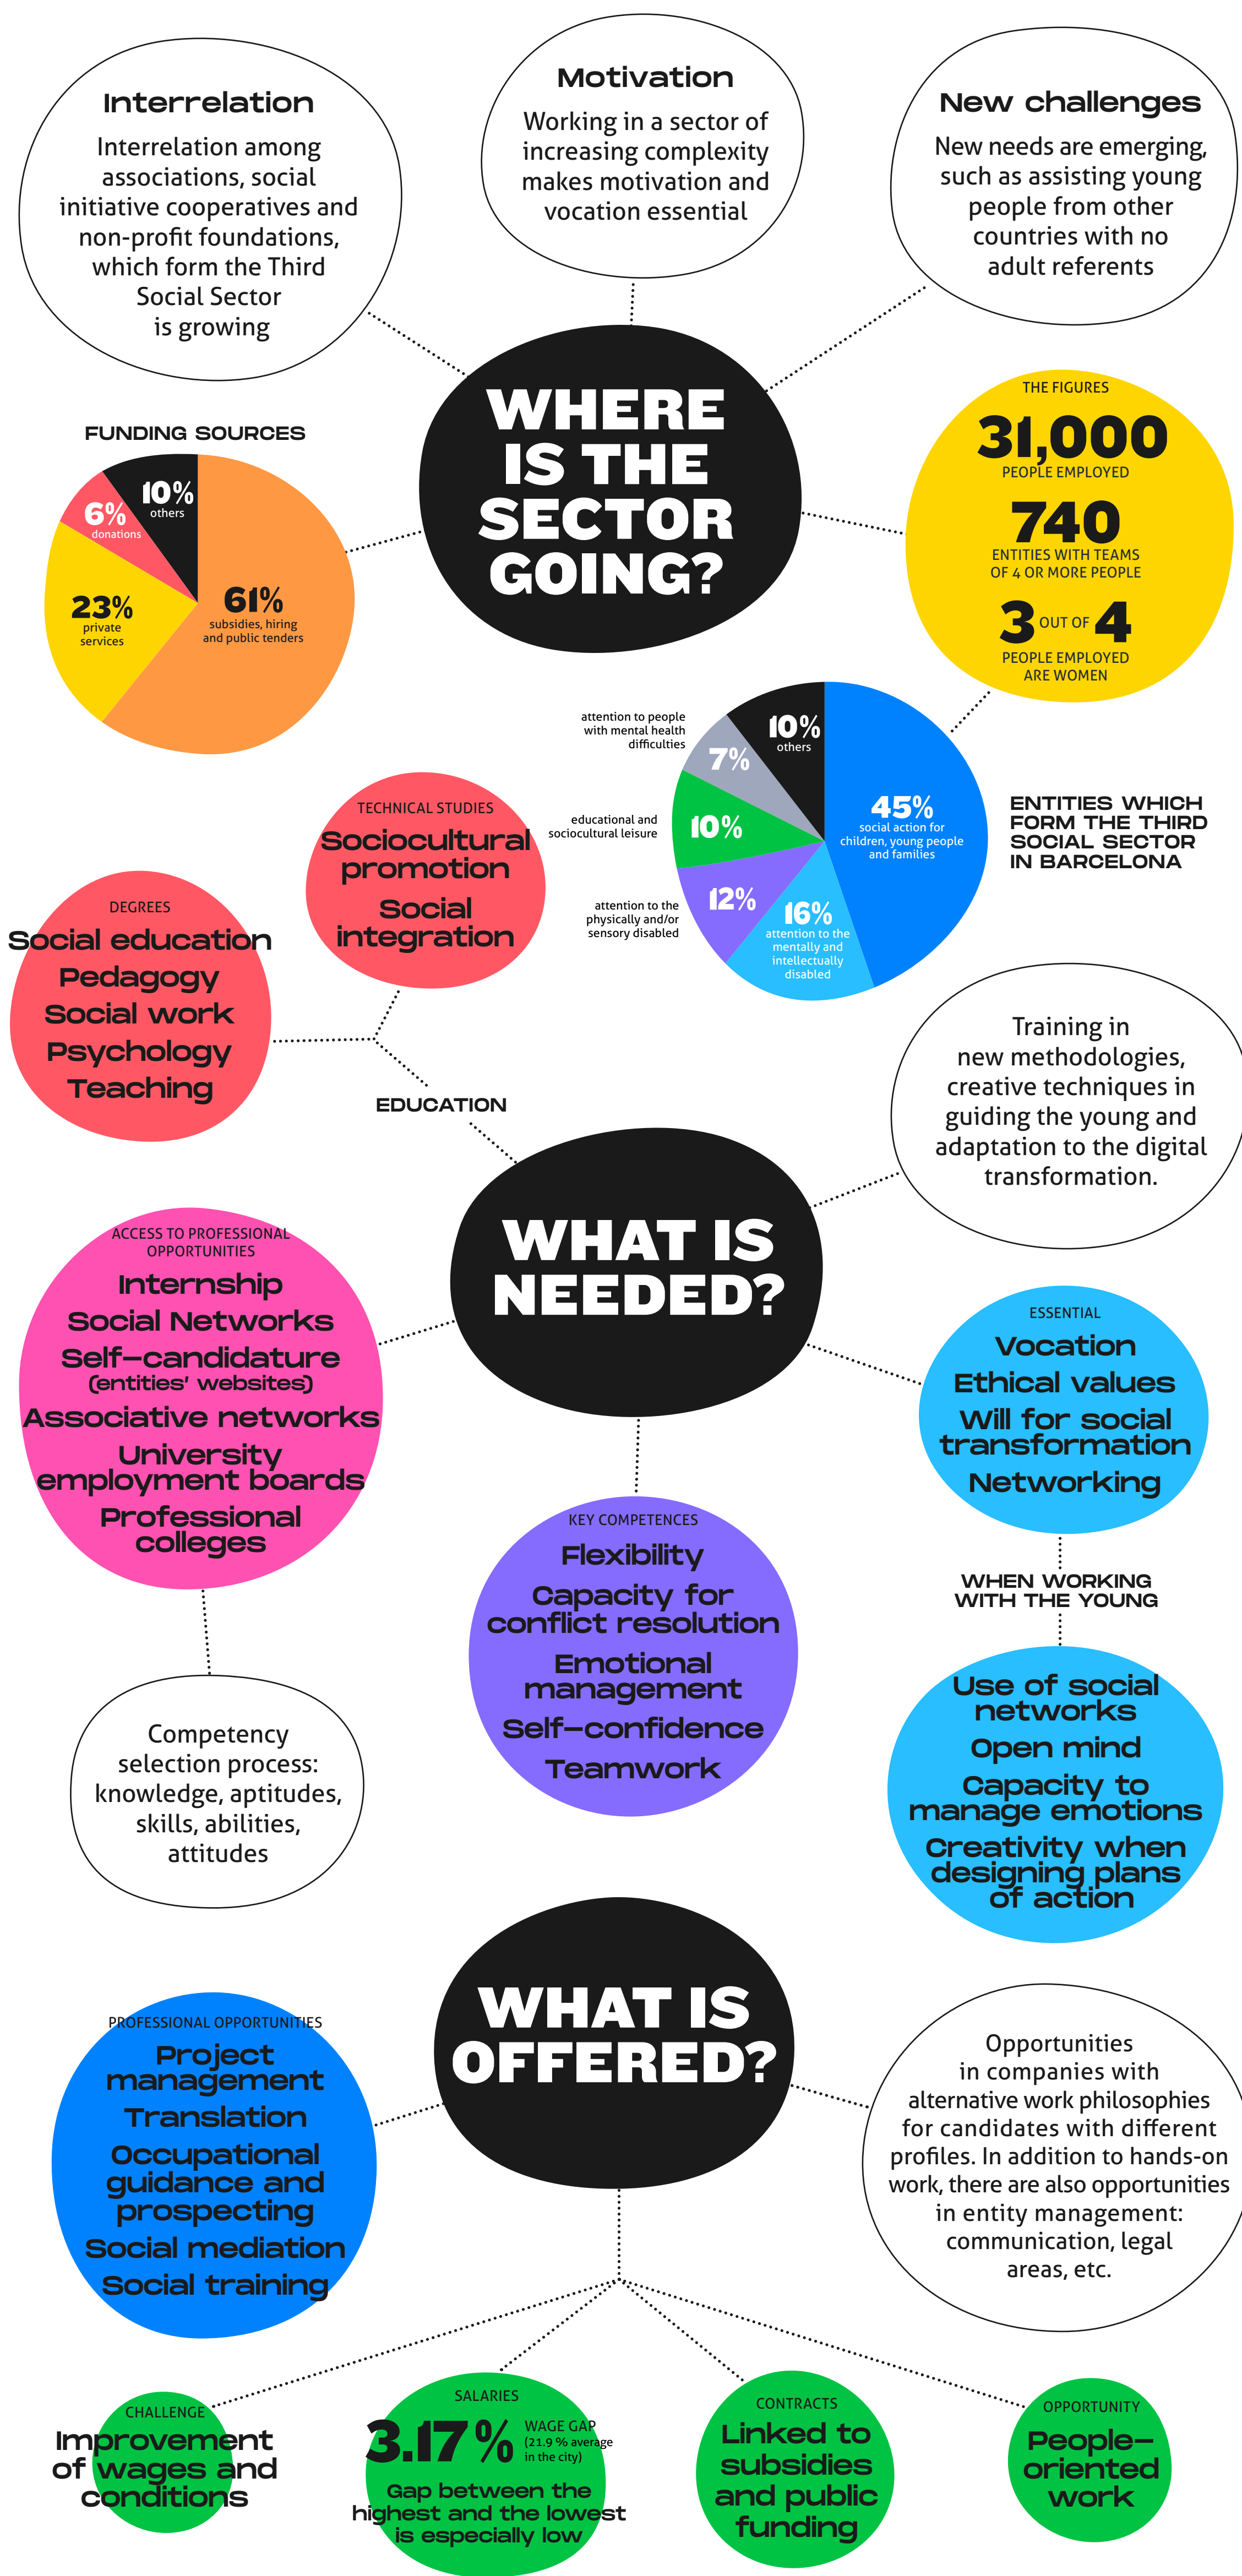 Interrelation
Interrelation among
associations, social
initiative cooperatives and
non-profit foundations,
which form the Third
Social Sector
is growing
Motivation
Working in a sector of
increasing complexity
makes motivation and
vocation essential
New challenges
New needs are emerging,
such as assisting young
people from other
countries with no
adult referents
WHERE
IS THE
SECTOR
GOING?
FUNDING SOURCES
10%
others
6%
donations
23%
private
services
61%
subsidies, hiring
and public tenders
THE FIGURES
31,000
PEOPLE EMPLOYED
740
ENTITIES WITH TEAMS
OF 4 OR MORE PEOPLE
3 OUT OF 4
PEOPLE EMPLOYED
ARE WOMEN
attention to people
with mental health
difficulties
7%
10%
others
45%
social action for
children, young people
and families
educational and
sociocultural leisure
10%
attention to the
physically and/or
sensory disabled
12%
16%
attention to the
mentally and
intellectually
disabled
ENTITIES WHICH
FORM THE THIRD
SOCIAL SECTOR
IN BARCELONA
TECHNICAL STUDIES
Sociocultural
promotion
Social
integration
DEGREES
Social education
Pedagogy
Social work
Psychology
Teaching
EDUCATION
Training in
new methodologies,
creative techniques in
guiding the young and
adaptation to the digital
transformation.
WHAT IS
NEEDED?
ACCESS TO PROFESSIONAL
OPPORTUNITIES
Internship
Social Networks
Self-candidature
(entities' websites)
Associative networks
University
employment boards
Professional
colleges
ESSENTIAL
Vocation
Ethical values
Will for social
transformation
Networking
KEY COMPETENCES
Flexibility
Capacity for
conflict resolution
Emotional
management
Self-confidence
Teamwork
WHEN WORKING
WITH THE YOUNG
Use of social
networks
Open mind
Capacity to
manage emotions
Creativity when
designing plans
of action
Competency
selection process:
knowledge, aptitudes,
skills, abilities,
attitudes
WHAT IS
OFFERED?
PROFESSIONAL OPPORTUNITIES
Project
management
Translation
Occupational
guidance and
prospecting
Social mediation
Social training
Opportunities
in companies with
alternative work philosophies
for candidates with different
profiles. In addition to hands-on
work, there are also opportunities
in entity management:
communication, legal
areas, etc.
CHALLENGE
Improvement
of wages and
conditions
SALARIES
3.17 % WAGE GAP
(21.9 % average
in the city)
Gap between the
highest and the lowest
is especially low
CONTRACTS
Linked to
subsidies
and public
funding
OPPORTUNITY
People-
oriented
work